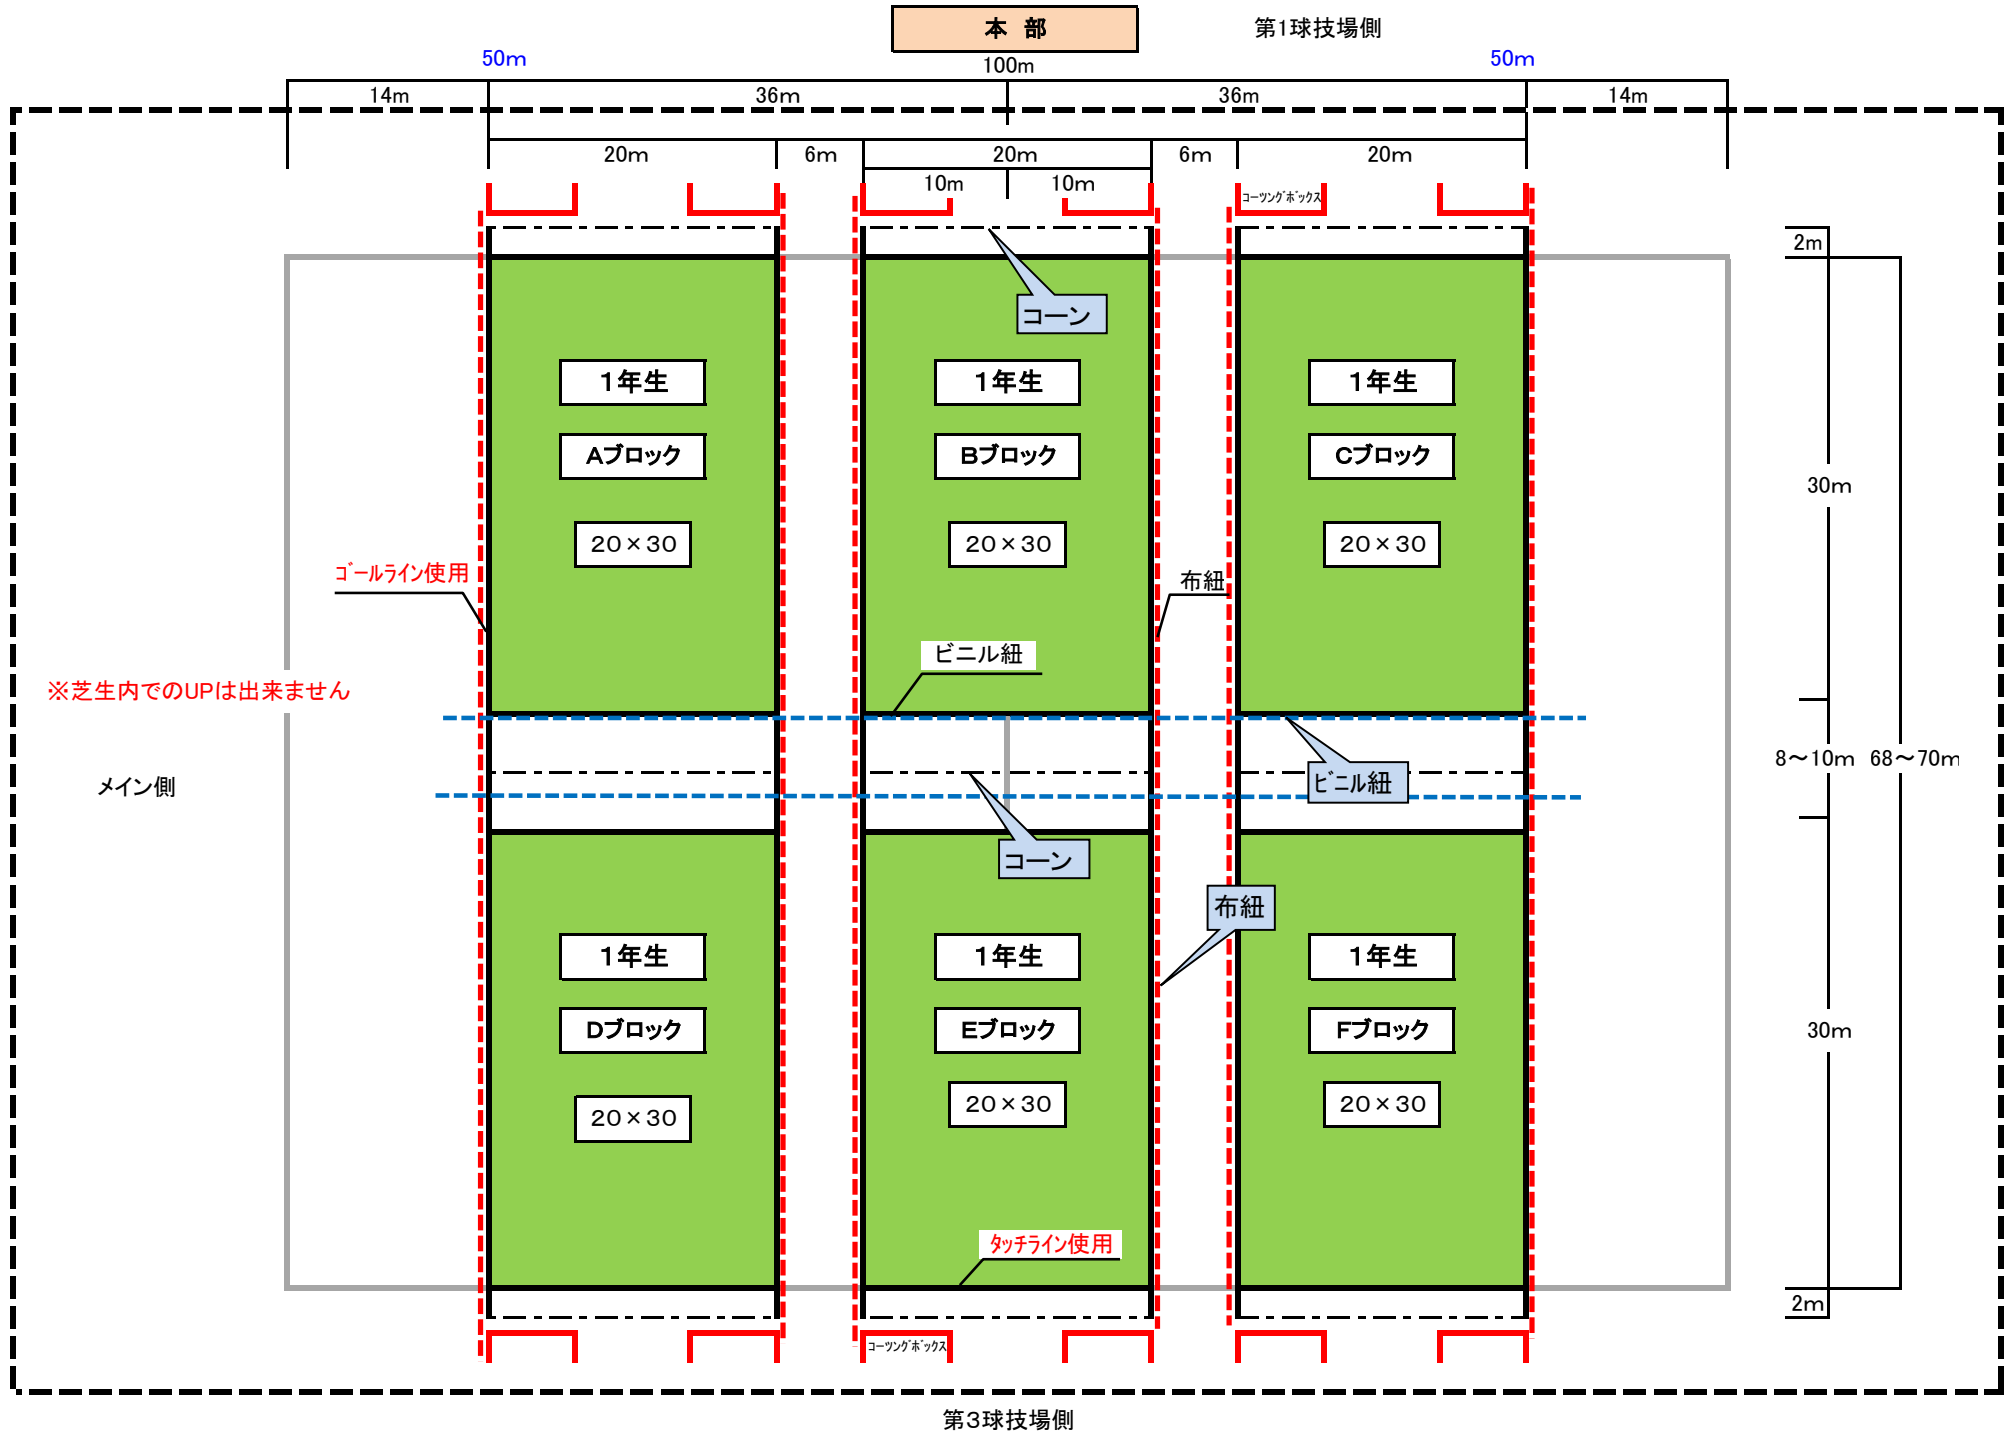 本 部
第1球技場側
50m
50m
100m
14m
36m
36m
14m
20m
6m
20m
6m
20m
10m
10m
コーツングボックス
2m
コーン
1年生
1年生
1年生
Aブロック
Bブロック
Cブロック
30m
20×30
20×30
20×30
ゴールライン使用
布紐
ビニル紐
※芝生内でのUPは出来ません
8～10m
68～70m
メイン側
ビニル紐
コーン
布紐
1年生
1年生
1年生
Dブロック
Eブロック
Fブロック
30m
20×30
20×30
20×30
タッチライン使用
2m
コーツングボックス
第3球技場側